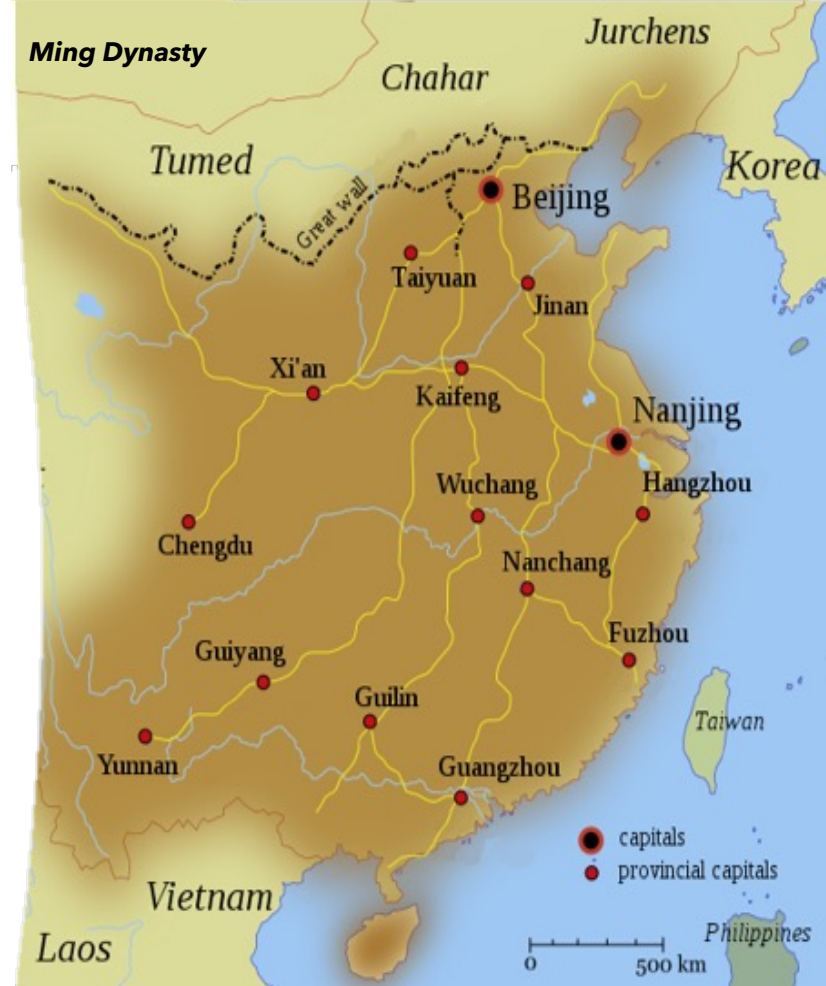 Ming Dynasty
Jurchens
Chahar
Tumed
Korea
Great wall
Beijing
Taiyuan
Jinan
Xi'an
Kaifeng
Nanjing
Wuchang
Hangzhou
Chengdu
Nanchang
Fuzhou
Guiyang
Guilin
Taiwan
Yunnan
Guangzhou
capitals
provincial capitals
Vietnam
Philippines
Laos
0
500 km